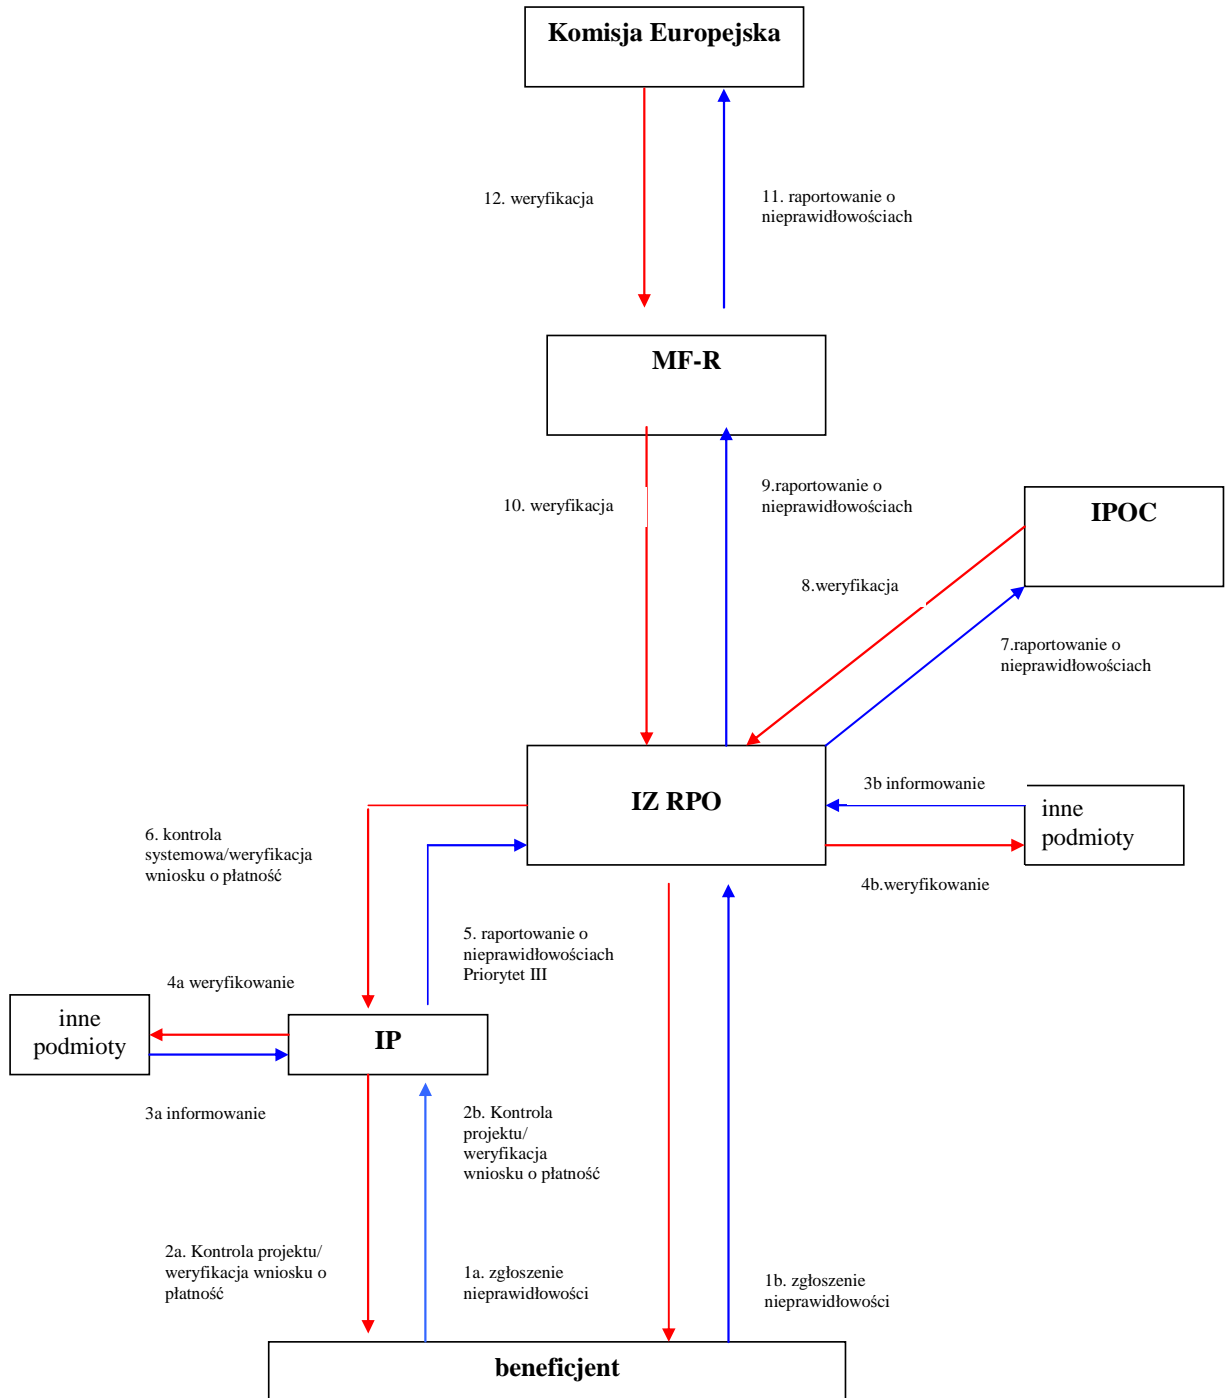 Komisja Europejska
12. weryfikacja
11. raportowanie o
nieprawidłowościach
MF-R
10. weryfikacja
9.raportowanie o
nieprawidłowościach
IPOC
8.weryfikacja
7.raportowanie o
nieprawidłowościach
IZ RPO
3b informowanie
inne
podmioty
4b.weryfikowanie
6. kontrola
systemowa/weryfikacja
wniosku o płatność
5. raportowanie o
nieprawidłowościach
Priorytet III
4a weryfikowanie
inne
podmioty
IP
3a informowanie
2b. Kontrola
projektu/
weryfikacja
wniosku o płatność
2a. Kontrola projektu/
weryfikacja wniosku o
płatność
1a. zgłoszenie
nieprawidłowości
1b. zgłoszenie
nieprawidłowości
beneficjent